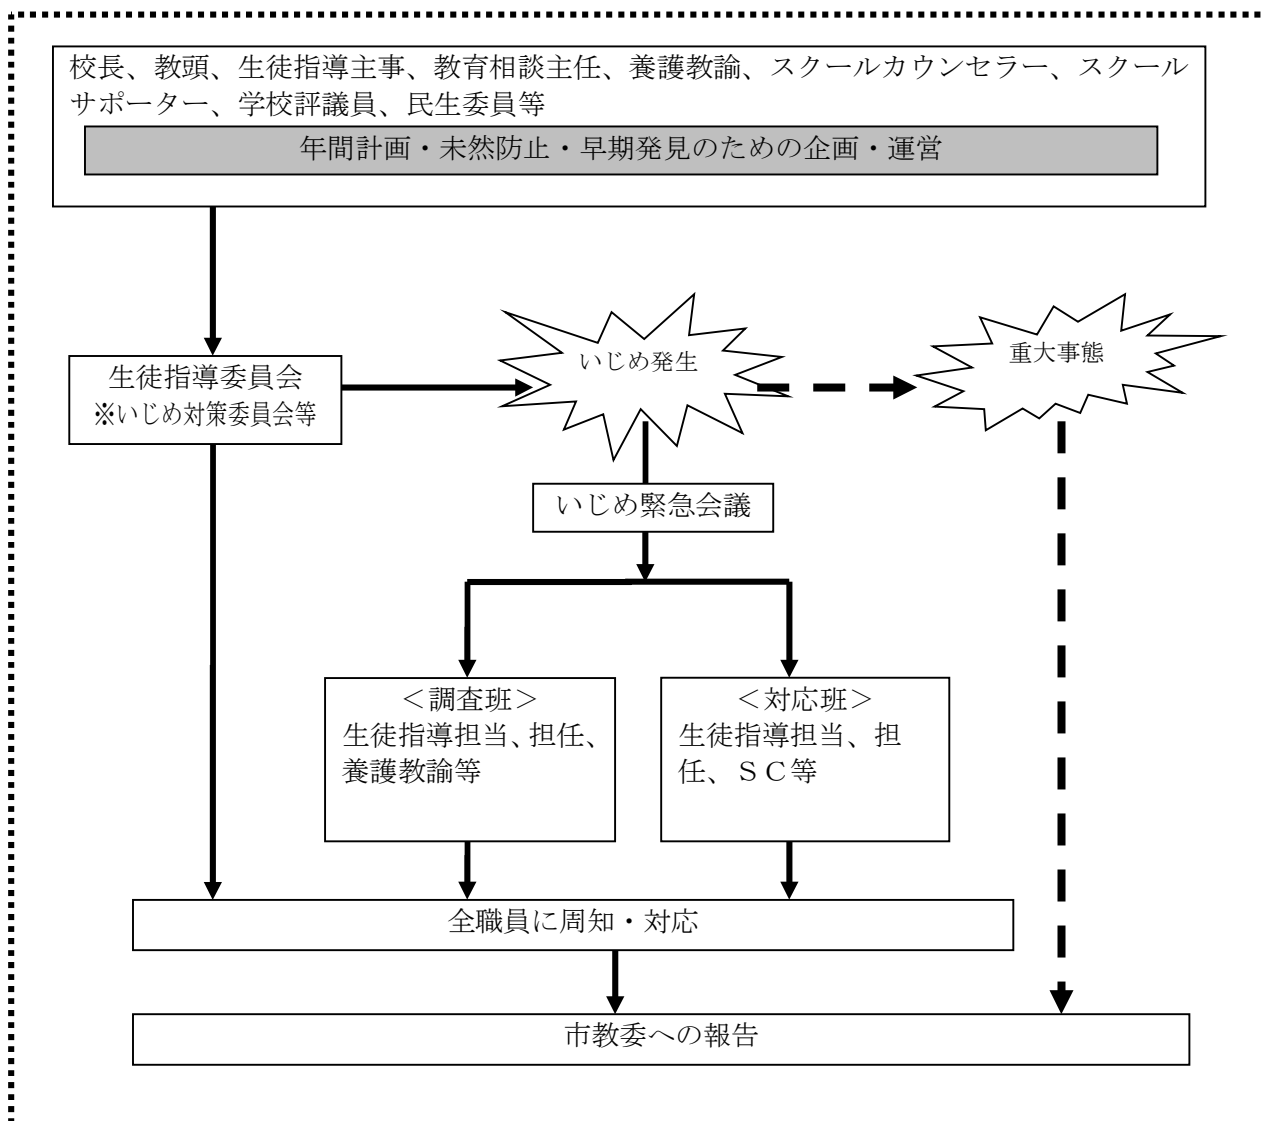 校長、教頭、生徒指導主事、教育相談主任、養護教諭、スクールカウンセラー、スクール
サポーター、学校評議員、民生委員等
年間計画・未然防止・早期発見のための企画・運営
いじめ発生
重大事態
生徒指導委員会
※いじめ対策委員会等
いじめ緊急会議
＜調査班＞
生徒指導担当、担任、
養護教諭等
＜対応班＞
生徒指導担当、担
任、ＳＣ等
全職員に周知・対応
市教委への報告